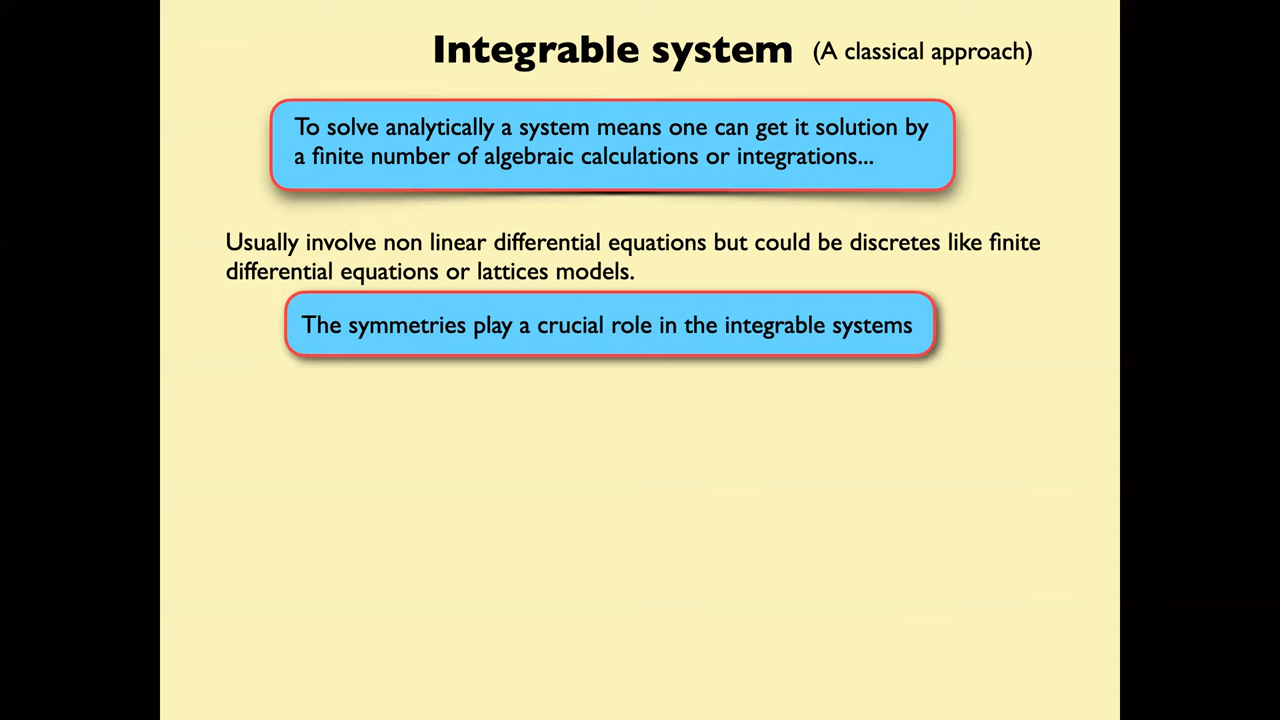 Integrable system (A classical approach)
To solve analytically a system means one can get it solution by
a finite number of algebraic calculations or integrations...
Usually involve non linear differential equations but could be discretes like finite
differential equations or lattices models.
The symmetries play a crucial role in the integrable systems